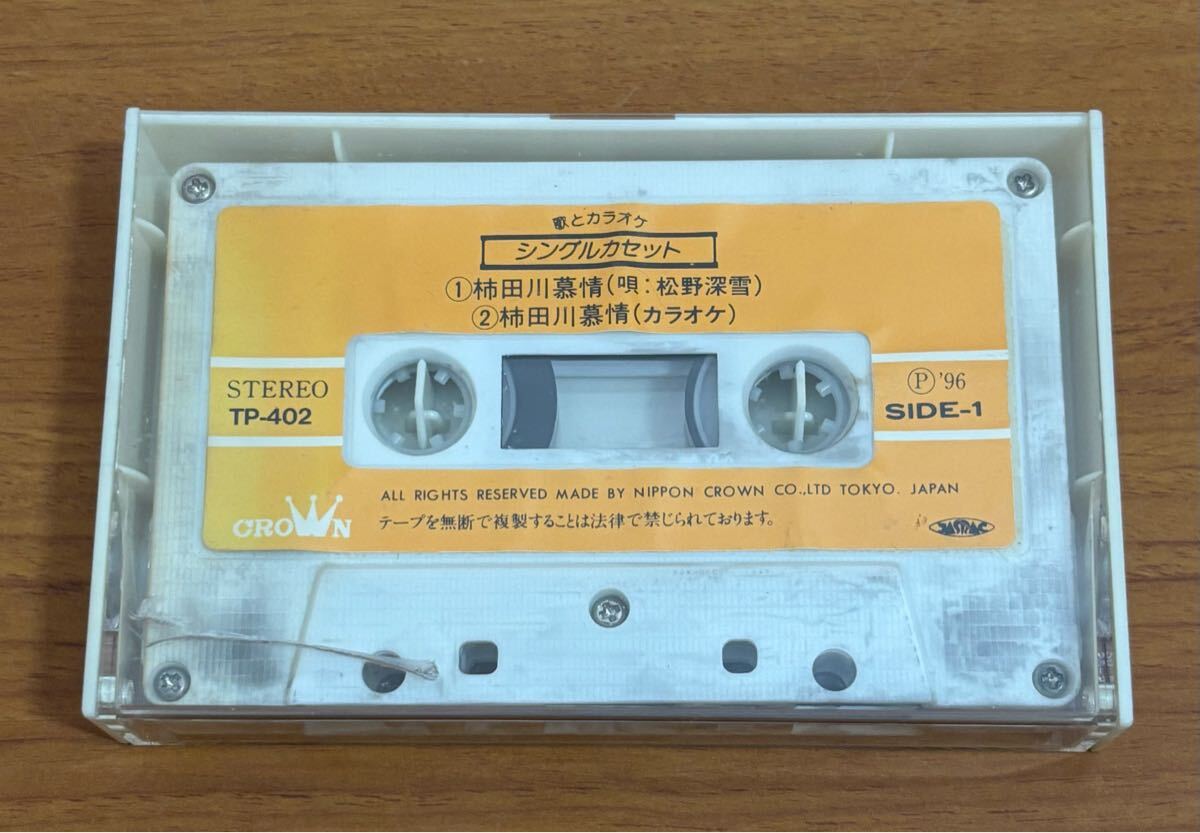 歌とカラオケ
シングルカセット
①柿田川慕情(唄:松野深雪)
②柿田川慕情(カラオケ)
STEREO
TP-402
Ⓟ'96
SIDE-1
ALL RIGHTS RESERVED MADE BY NIPPON CROWN CO.,LTD TOKYO. JAPAN
CROWN
テープを無断で複製することは法律で禁じられております。
JASRAC